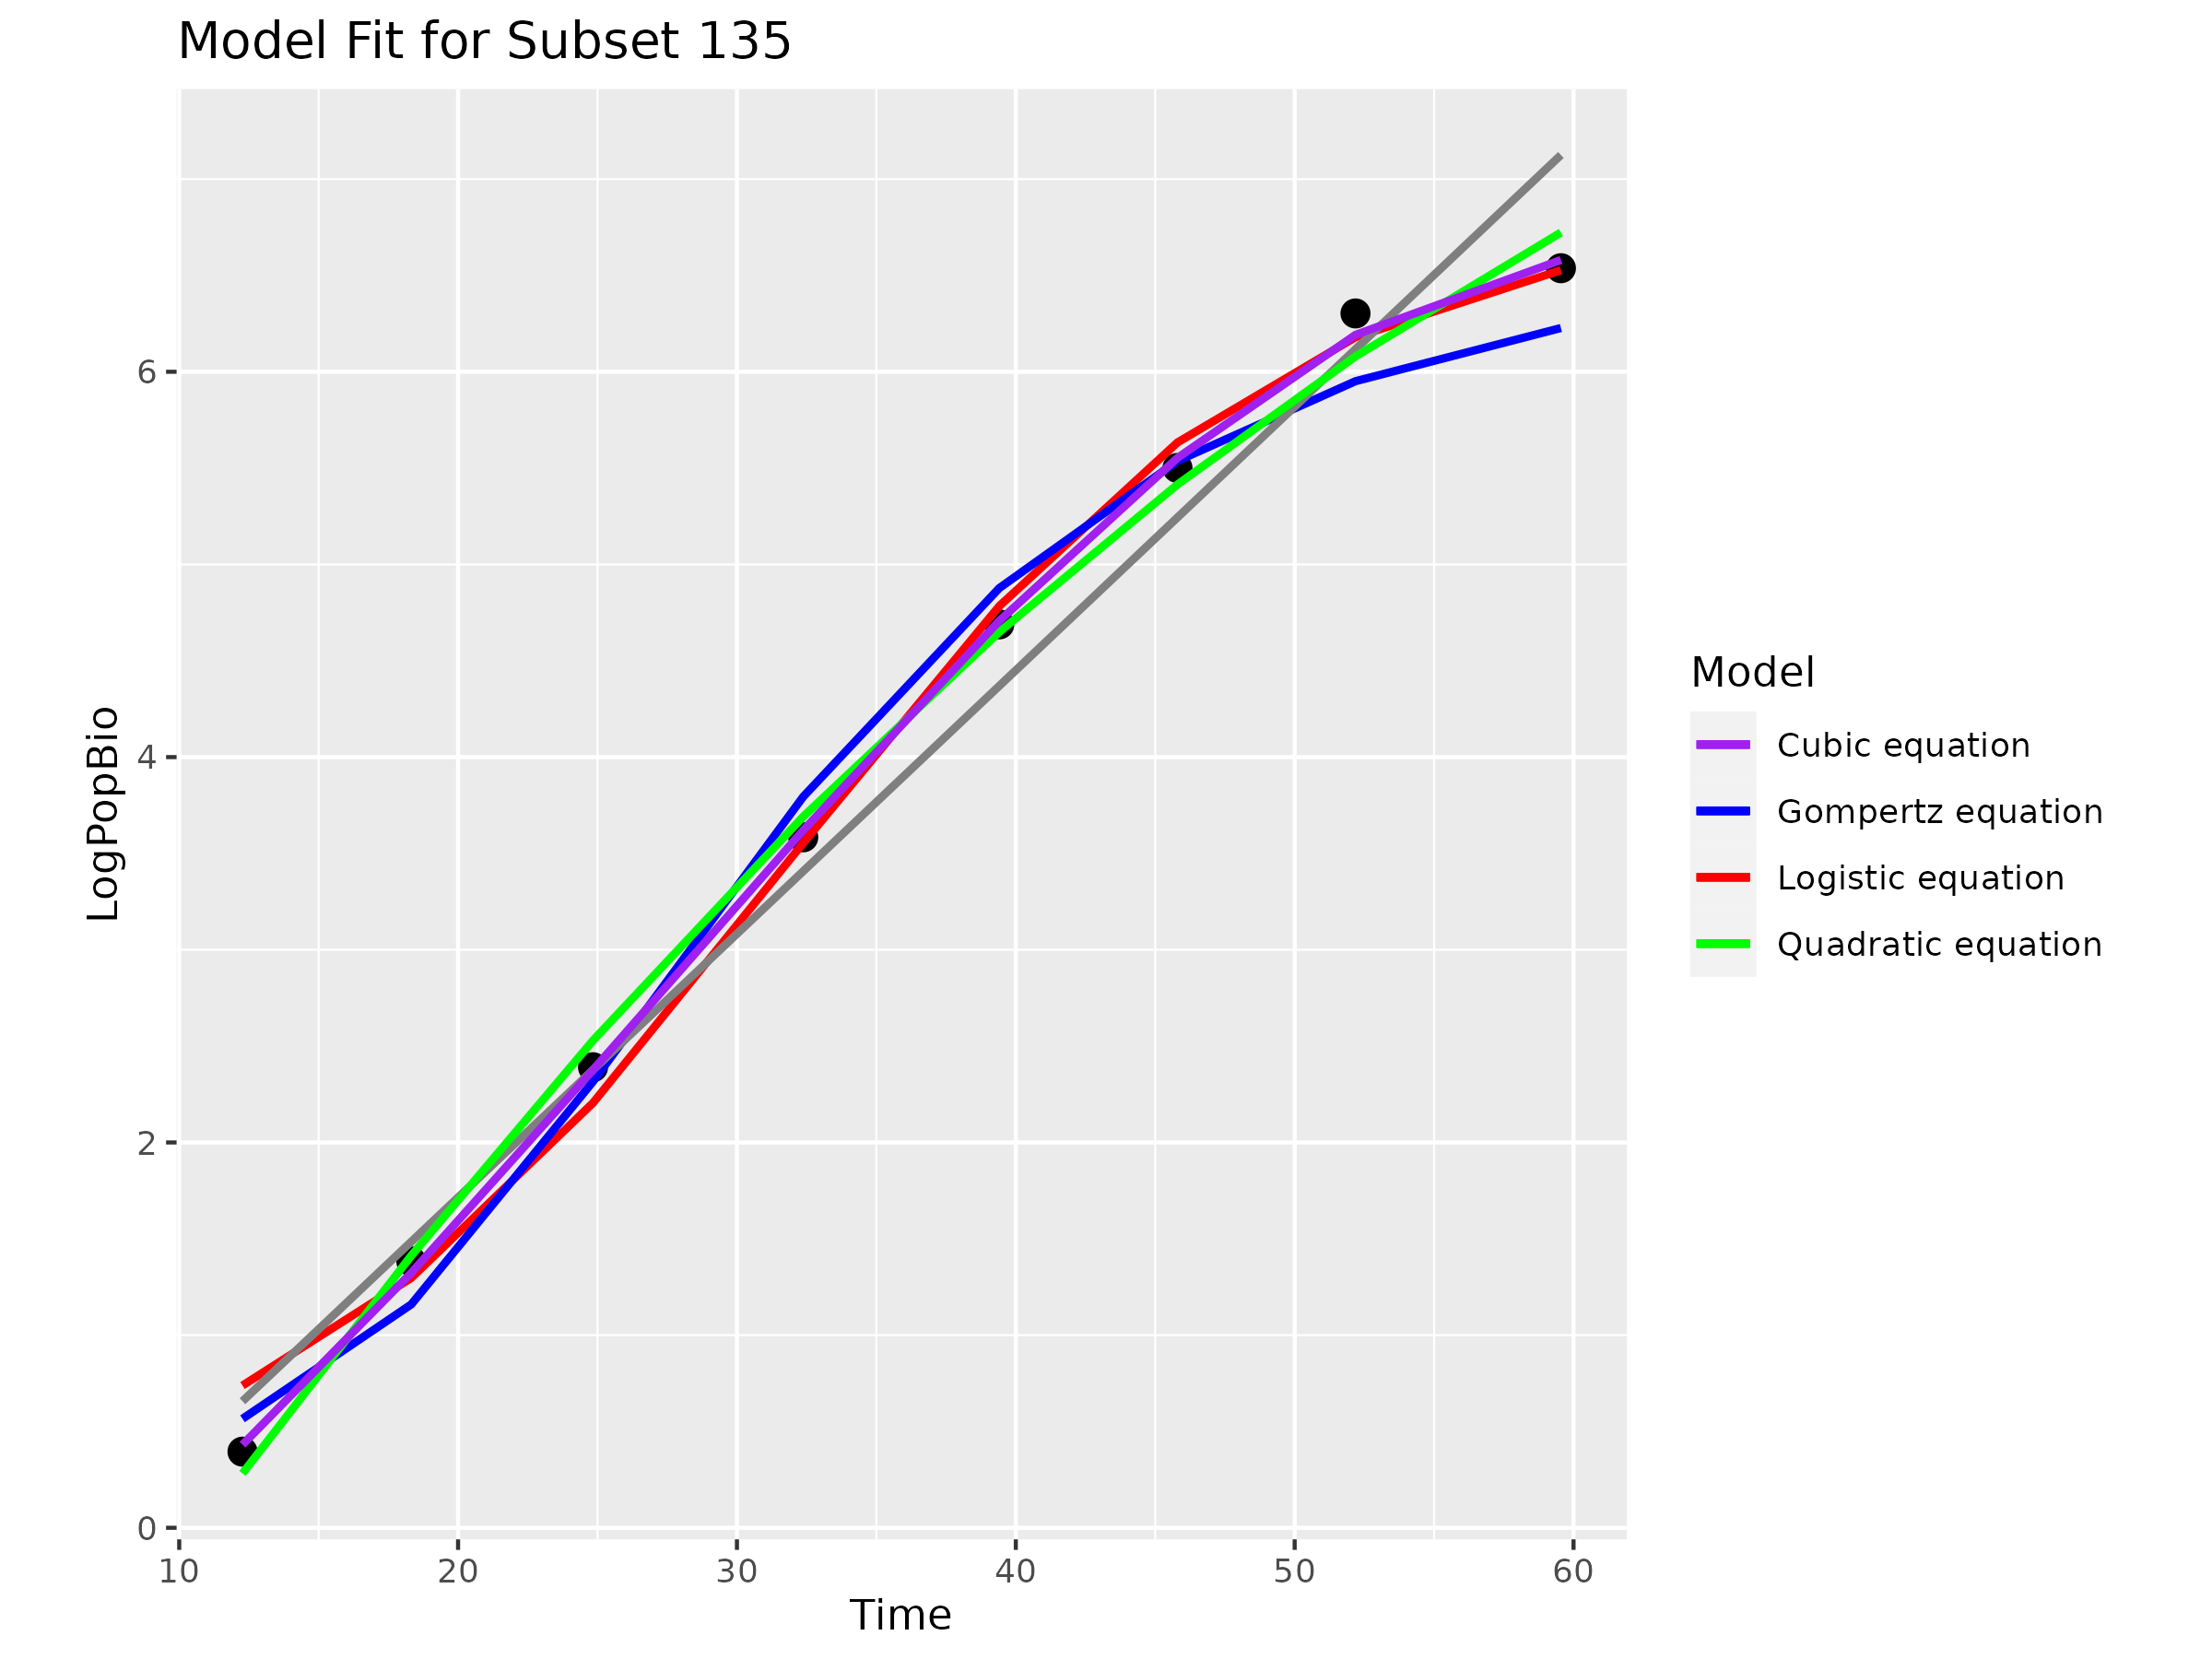 Model Fit for Subset 135
LogPopBio
6
4
2
0
10 20 30 40 50 60
Time
Model
Cubic equation
Gompertz equation
Logistic equation
Quadratic equation